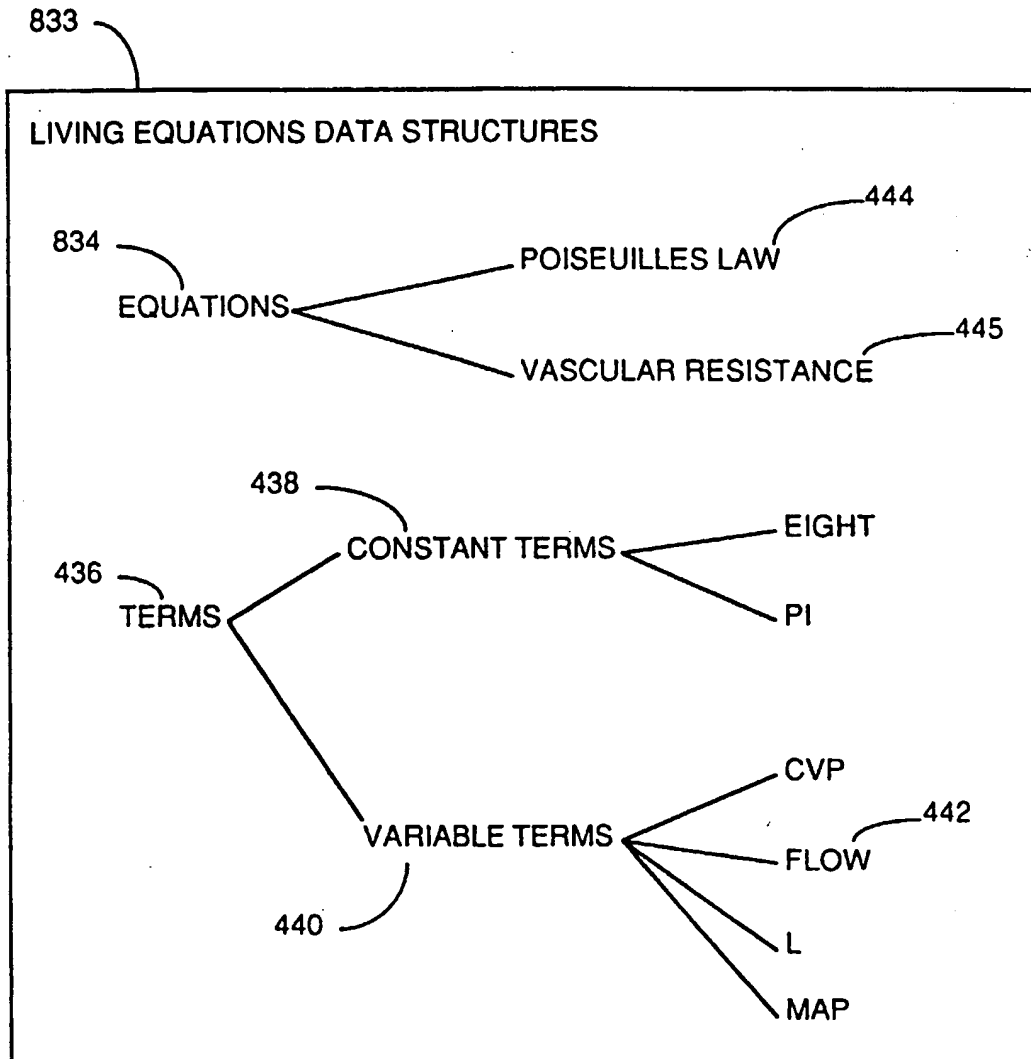 833
LIVING EQUATIONS DATA STRUCTURES
444
834
POISEUILLES LAW
EQUATIONS
445
VASCULAR RESISTANCE
438
EIGHT
CONSTANT TERMS
436
TERMS
PI
CVP
442
VARIABLE TERMS
FLOW
440
L
MAP